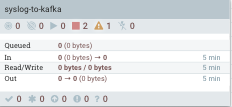 syslog-to-kafka
0 0 0 2 1 0
Queued 0 (0 bytes)
In 0 (0 bytes) → 0 5 min
Read/Write 0 bytes / 0 bytes 5 min
Out 0 → 0 (0 bytes) 5 min
0 0 0 0 ? 0